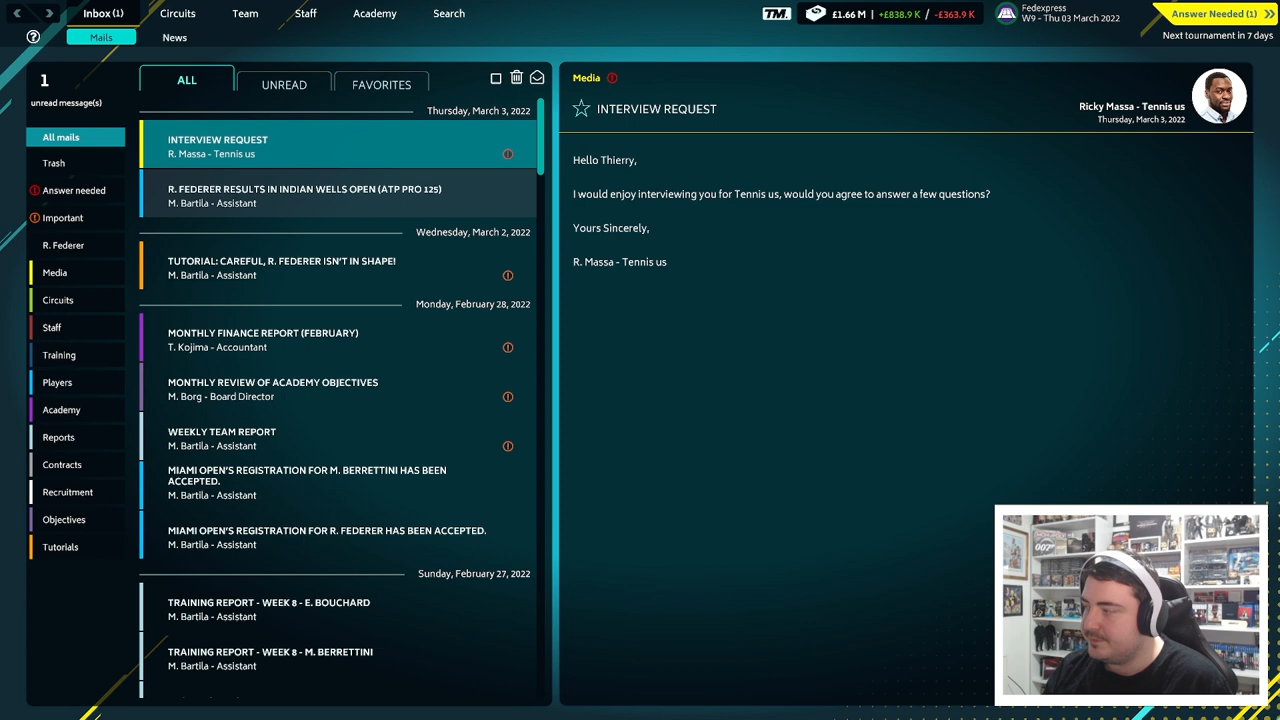 Inbox (1)
Circuits
Team
Staff
Academy
Search
TM.
£1.66 M | +£838.9 K / -£363.9 K
Fedexpress
W9 - Thu 03 March 2022
Answer Needed (1)
Next tournament in 7 days
Mails
News
1
unread message(s)
All mails
Trash
Answer needed
Important
R. Federer
Media
Circuits
Staff
Training
Players
Academy
Reports
Contracts
Recruitment
Objectives
Tutorials
ALL
UNREAD
FAVORITES
Thursday, March 3, 2022
INTERVIEW REQUEST
R. Massa - Tennis us
R. FEDERER RESULTS IN INDIAN WELLS OPEN (ATP PRO 125)
M. Bartila - Assistant
Wednesday, March 2, 2022
TUTORIAL: CAREFUL, R. FEDERER ISN'T IN SHAPE!
M. Bartila - Assistant
Monday, February 28, 2022
MONTHLY FINANCE REPORT (FEBRUARY)
T. Kojima - Accountant
MONTHLY REVIEW OF ACADEMY OBJECTIVES
M. Borg - Board Director
WEEKLY TEAM REPORT
M. Bartila - Assistant
MIAMI OPEN'S REGISTRATION FOR M. BERRETTINI HAS BEEN
ACCEPTED.
M. Bartila - Assistant
MIAMI OPEN'S REGISTRATION FOR R. FEDERER HAS BEEN ACCEPTED.
M. Bartila - Assistant
Sunday, February 27, 2022
TRAINING REPORT - WEEK 8 - E. BOUCHARD
M. Bartila - Assistant
TRAINING REPORT - WEEK 8 - M. BERRETTINI
M. Bartila - Assistant
Media
INTERVIEW REQUEST
Ricky Massa - Tennis us
Thursday, March 3, 2022
Hello Thierry,
I would enjoy interviewing you for Tennis us, would you agree to answer a few questions?
Yours Sincerely,
R. Massa - Tennis us
007